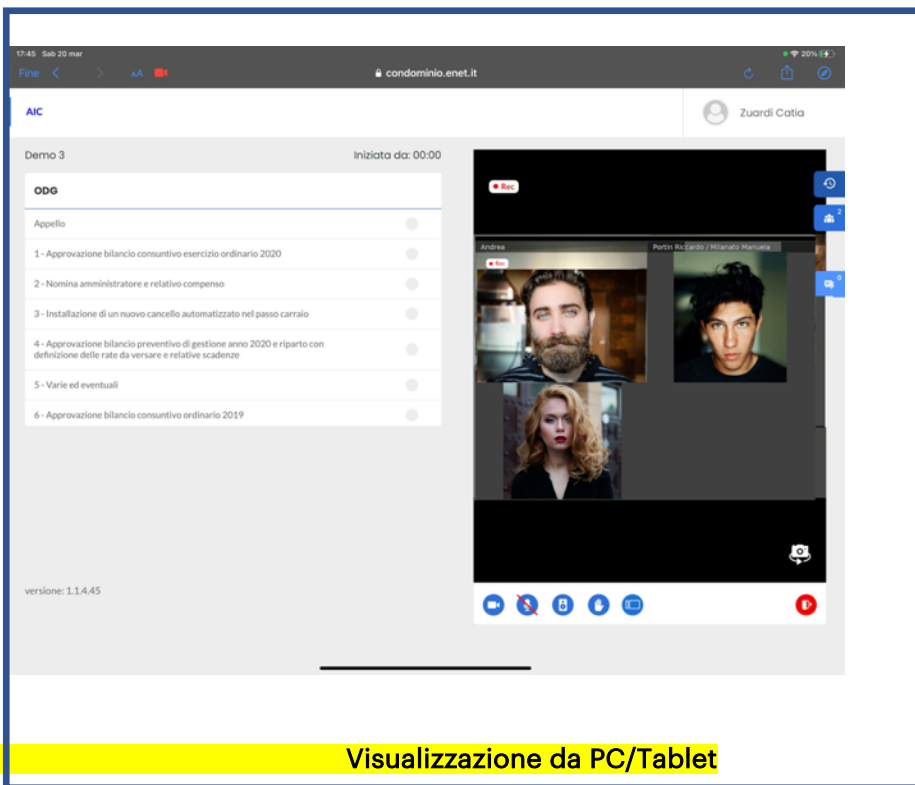 17:45 Sab 20 mar
20%
Fine
AA
condominio.enet.it
AIC
Zuardi Catia
Demo 3
Iniziata da: 00:00
ODG
Appello
1 - Approvazione bilancio consuntivo esercizio ordinario 2020
2 - Nomina amministratore e relativo compenso
3 - Installazione di un nuovo cancello automatizzato nel passo carraio
4 - Approvazione bilancio preventivo di gestione anno 2020 e riparto con
definizione delle rate da versare e relative scadenze
5 - Varie ed eventuali
6 - Approvazione bilancio consuntivo ordinario 2019
versione: 1.1.4.45
Rec
2
0
Andrea
Portin Riccardo / Milanato Manuela
Rec
Visualizzazione da PC/Tablet